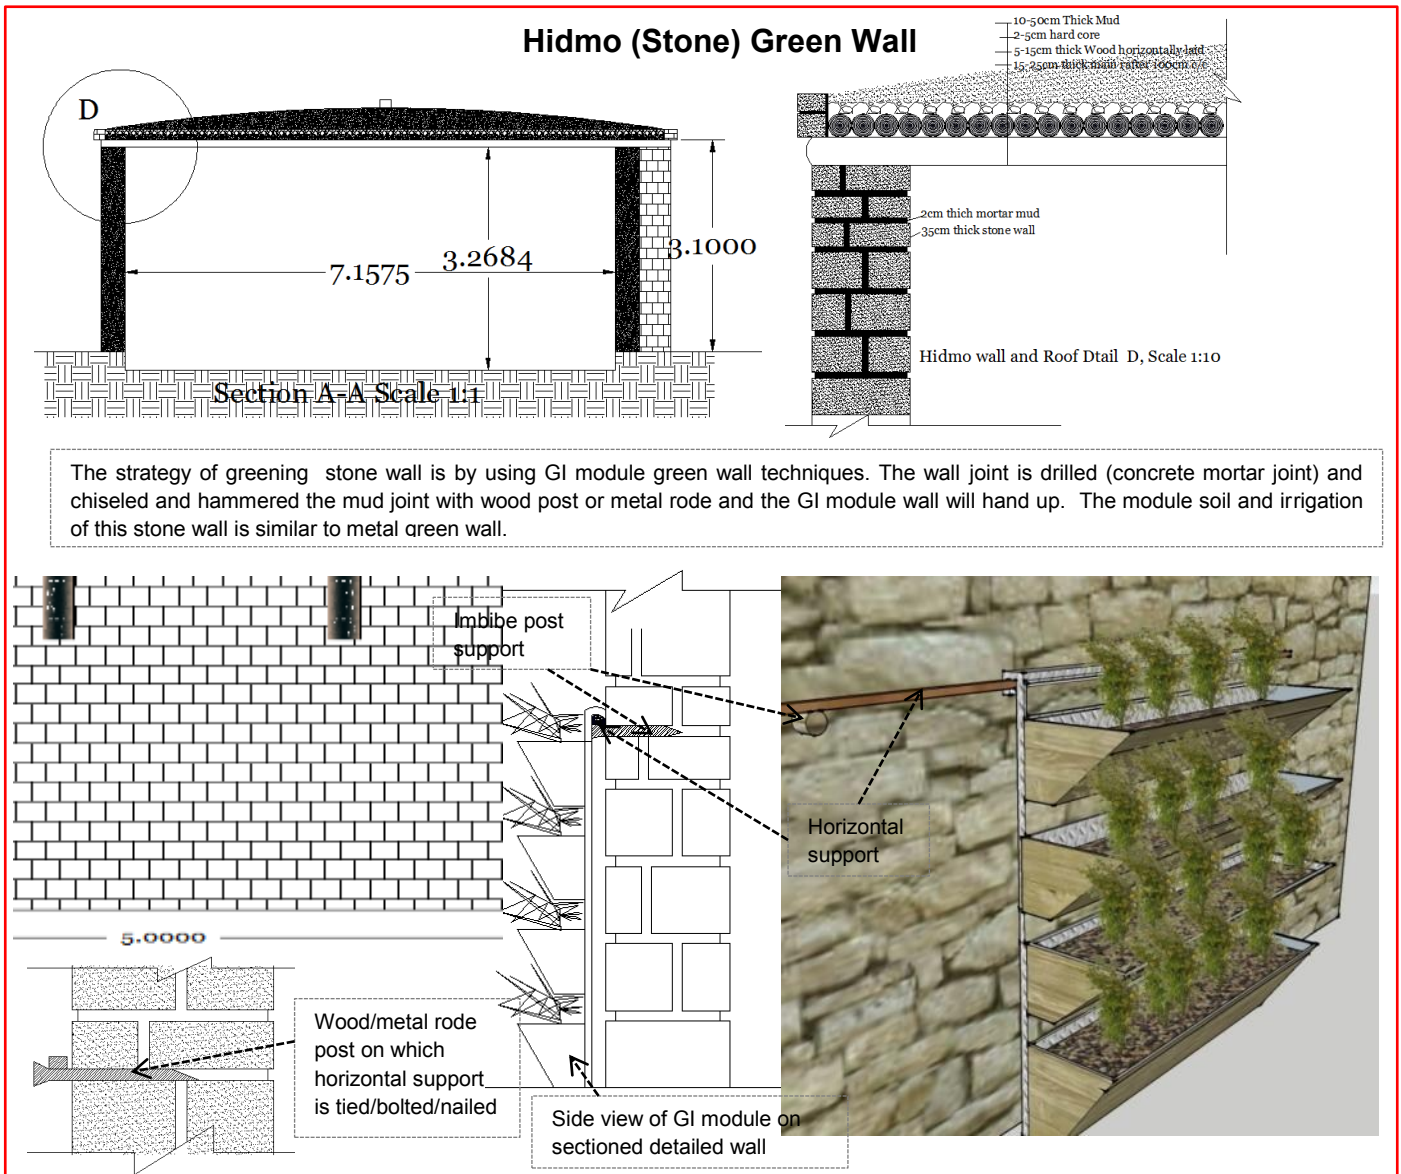 Hidmo (Stone) Green Wall
10-50cm Thick Mud
2-5cm hard core
5-15cm thick Wood horizontally laid
15-25cm thick main rafter 100cm c/c
D
7.1575
3.2684
3.1000
Section A-A Scale 1:1
2cm thich mortar mud
35cm thick stone wall
Hidmo wall and Roof Dtail D, Scale 1:10
The strategy of greening stone wall is by using GI module green wall techniques. The wall joint is drilled (concrete mortar joint) and
chiseled and hammered the mud joint with wood post or metal rode and the GI module wall will hand up. The module soil and irrigation
of this stone wall is similar to metal green wall.
Imbibe post
support
Horizontal
support
5.0000
Wood/metal rode
post on which
horizontal support
is tied/bolted/nailed
Side view of GI module on
sectioned detailed wall